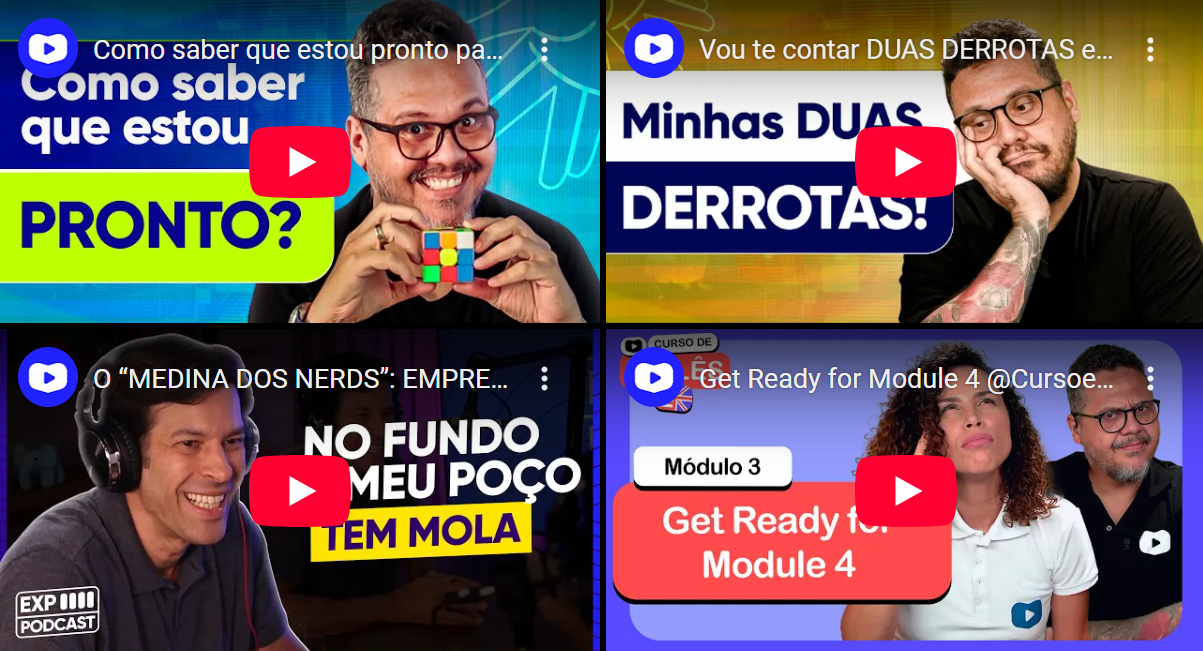 Como saber que estou pronto pa...
Como saber
que estou
PRONTO?
Vou te contar DUAS DERROTAS e...
Minhas DUAS
DERROTAS!
O “MEDINA DOS NERDS”: EMPRE...
NO FUNDO
MEU POÇO
TEM MOLA
EXP
PODCAST
Get Ready for Module 4 @Cursoe...
CURSO DE
Módulo 3
Get Ready for
Module 4